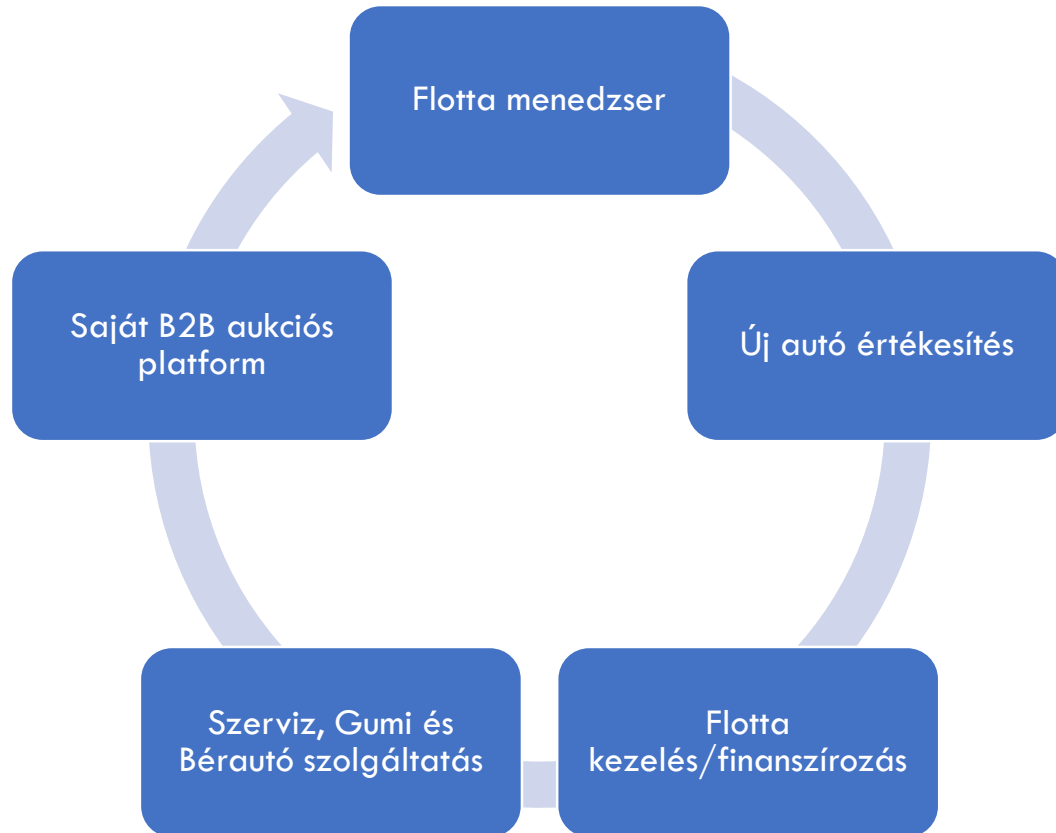 Flotta menedzser
Új autó értékesítés
Flotta
kezelés/finanszírozás
Szerviz, Gumi és
Bérautó szolgáltatás
Saját B2B aukciós
platform